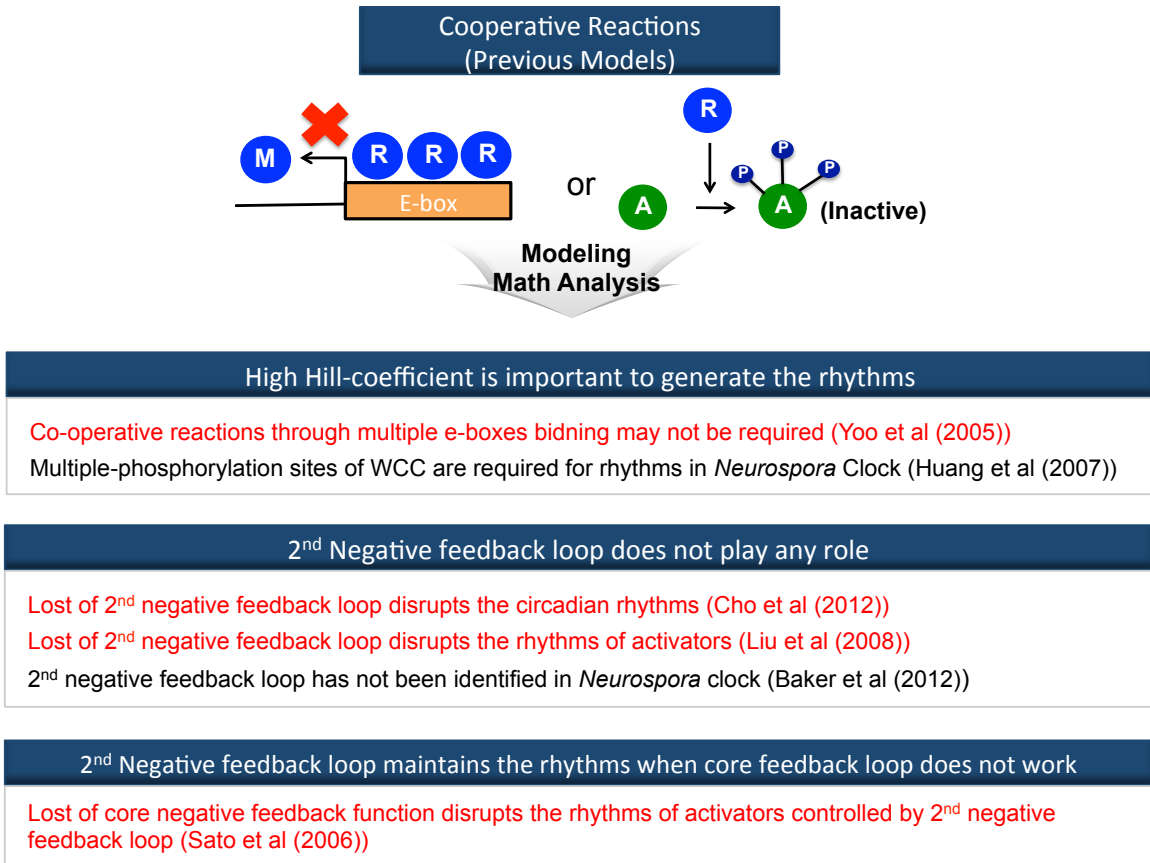 Cooperative Reactions
(Previous Models)
R
P
P
P
M
R R R
or
A
A
(Inactive)
E-box
Modeling
Math Analysis
High Hill-coefficient is important to generate the rhythms
Co-operative reactions through multiple e-boxes bidning may not be required (Yoo et al (2005))
Multiple-phosphorylation sites of WCC are required for rhythms in Neurospora Clock (Huang et al (2007))
2nd Negative feedback loop does not play any role
Lost of 2nd negative feedback loop disrupts the circadian rhythms (Cho et al (2012))
Lost of 2nd negative feedback loop disrupts the rhythms of activators (Liu et al (2008))
2nd negative feedback loop has not been identified in Neurospora clock (Baker et al (2012))
2nd Negative feedback loop maintains the rhythms when core feedback loop does not work
Lost of core negative feedback function disrupts the rhythms of activators controlled by 2nd negative
feedback loop (Sato et al (2006))